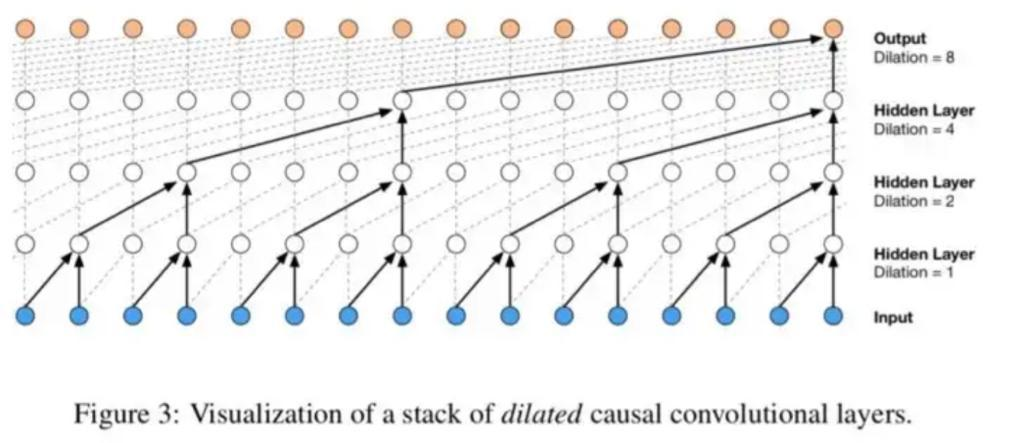 Output
Dilation = 8
Hidden Layer
Dilation = 4
Hidden Layer
Dilation = 2
Hidden Layer
Dilation = 1
Input
Figure 3: Visualization of a stack of dilated causal convolutional layers.